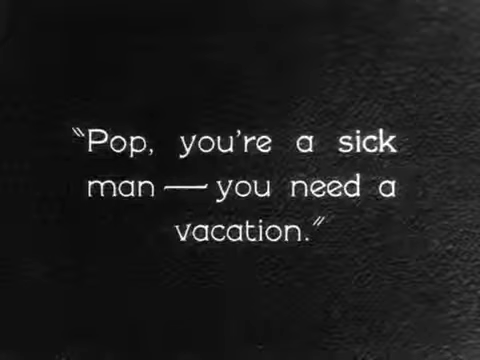 "Pop, you're a sick
man — you need a
vacation."